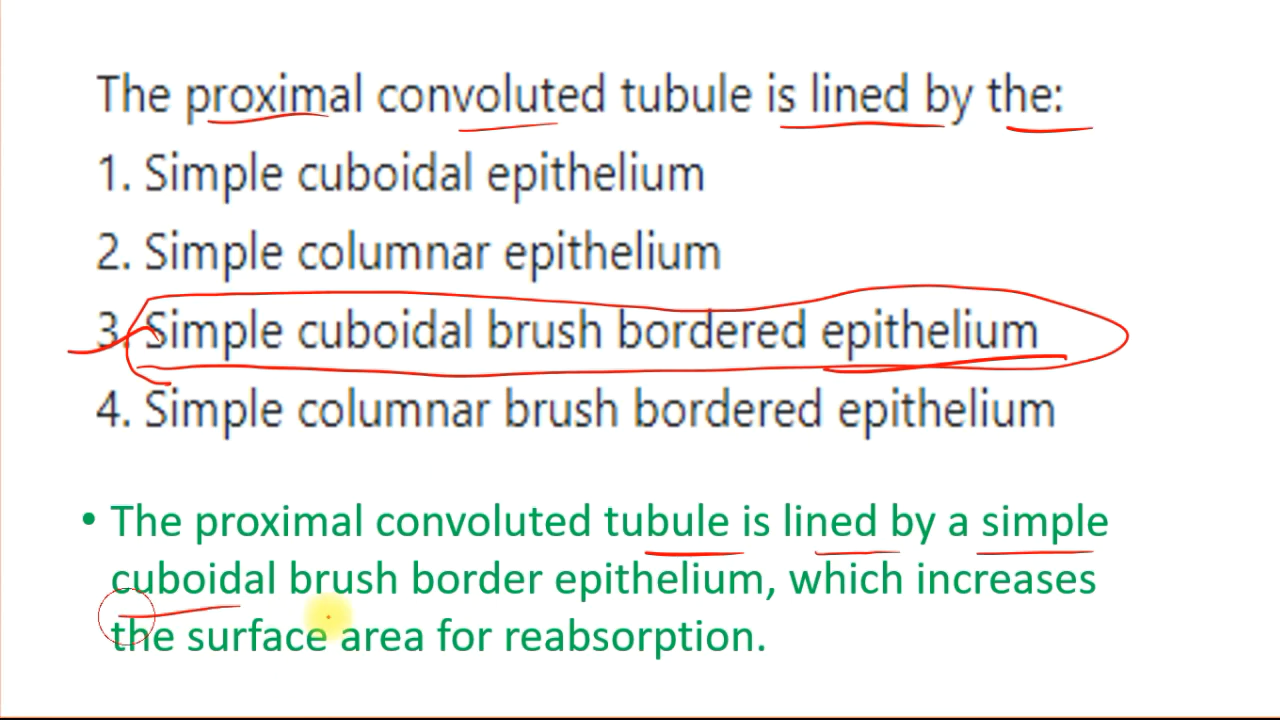 The proximal convoluted tubule is lined by the:
1. Simple cuboidal epithelium
2. Simple columnar epithelium
3. Simple cuboidal brush bordered epithelium
4. Simple columnar brush bordered epithelium
• The proximal convoluted tubule is lined by a simple
cuboidal brush border epithelium, which increases
the surface area for reabsorption.